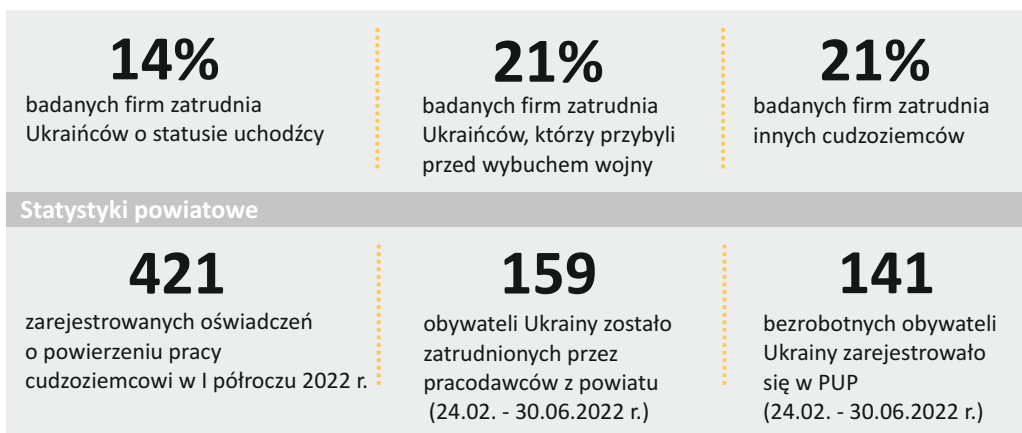 14%
badanych firm zatrudnia
Ukraińców o statusie uchodźcy
21%
badanych firm zatrudnia
Ukraińców, którzy przybyli
przed wybuchem wojny
21%
badanych firm zatrudnia
innych cudzoziemców
Statystyki powiatowe
421
zarejestrowanych oświadczeń
o powierzeniu pracy
cudzoziemcowi w I półroczu 2022 r.
159
obywateli Ukrainy zostało
zatrudnionych przez
pracodawców z powiatu
(24.02. - 30.06.2022 r.)
141
bezrobotnych obywateli
Ukrainy zarejestrowało
się w PUP
(24.02. - 30.06.2022 r.)